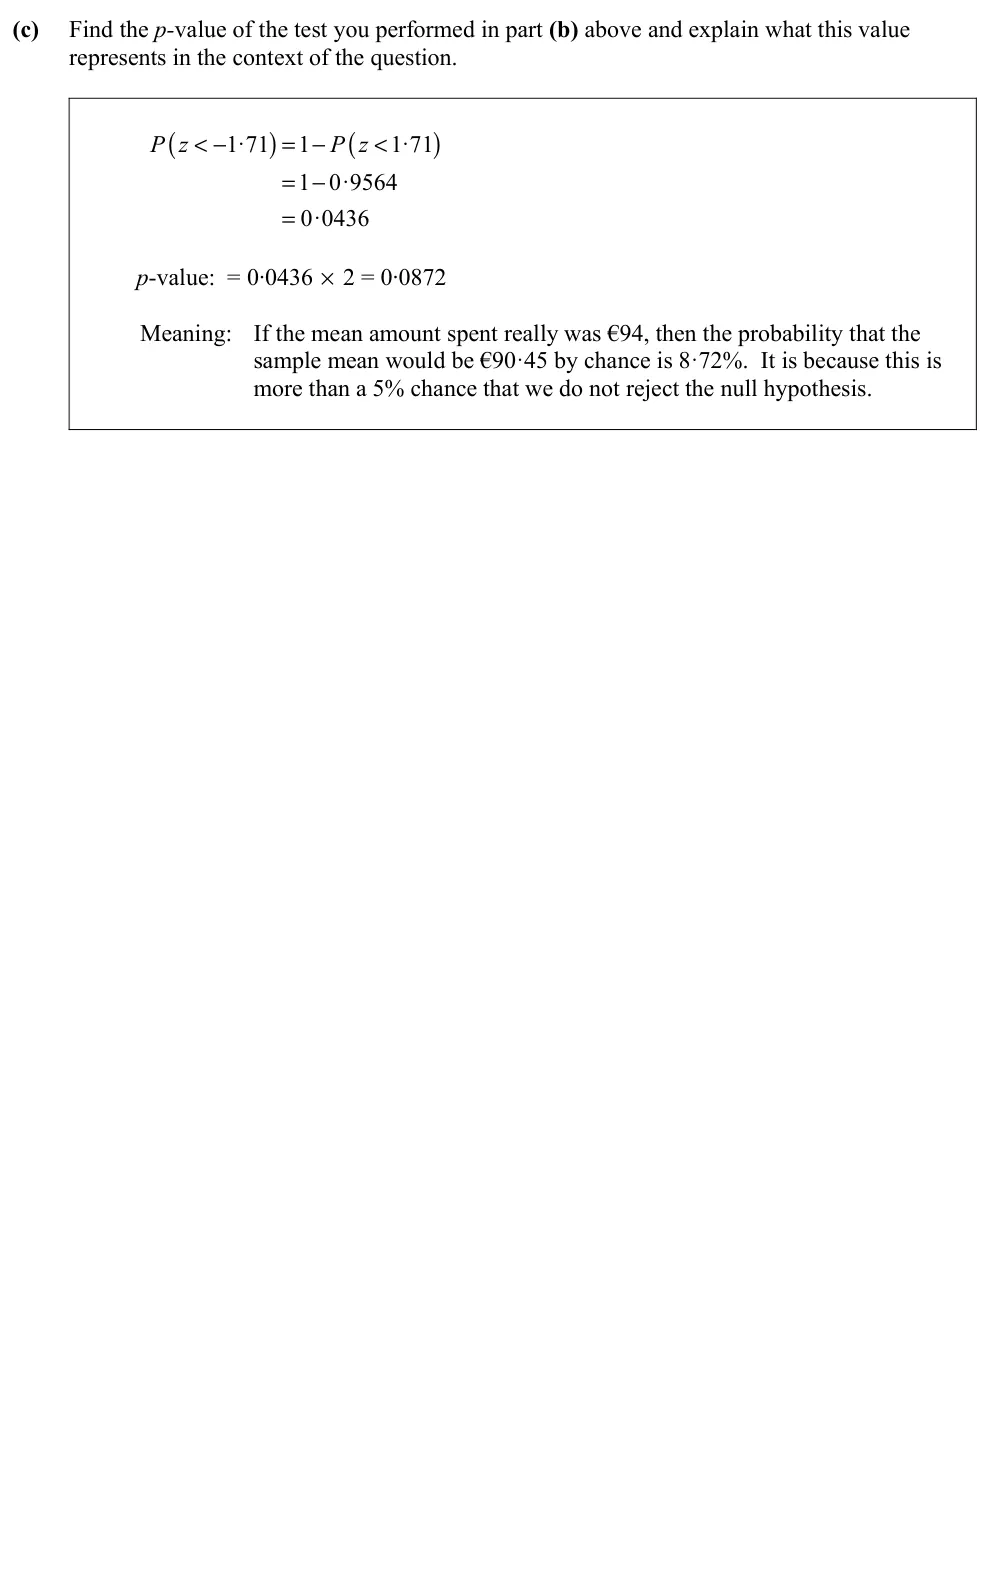 (c) Find the p-value of the test you performed in part (b) above and explain what this value
represents in the context of the question.
P(z < −1·71) = 1 − P(z < 1·71)
= 1 − 0·9564
= 0·0436
p-value: = 0·0436 × 2 = 0·0872
Meaning: If the mean amount spent really was €94, then the probability that the
sample mean would be €90·45 by chance is 8·72%. It is because this is
more than a 5% chance that we do not reject the null hypothesis.